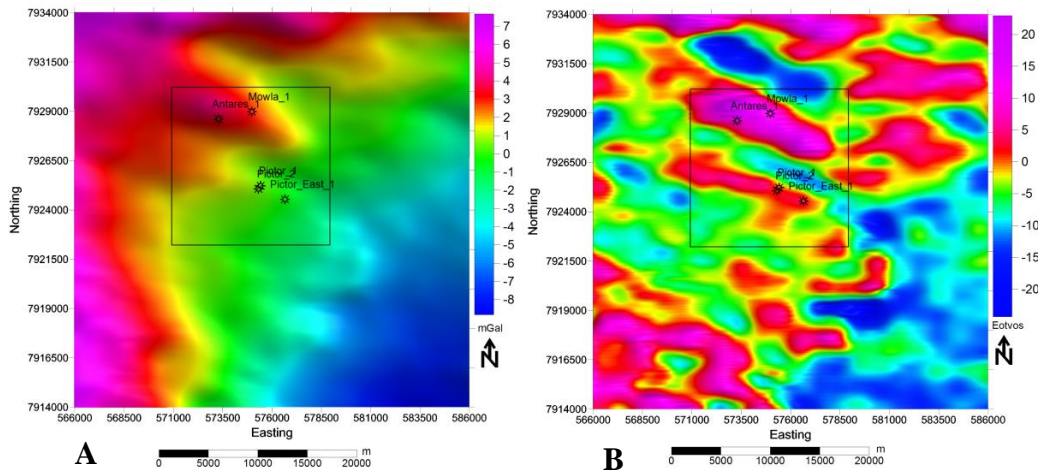 7934000
7931500
7929000
7926500
7924000
7921500
7919000
7916500
7914000
Northing
566000 568500 571000 573500 576000 578500 581000 583500 586000
Easting
Mowla_1
Antares_1
Pictor_2
Pictor_East_1
7
6
5
4
3
2
1
0
-1
-2
-3
-4
-5
-6
-7
-8
mGal
N
A
0 5000 10000 15000 20000 m
7934000
7931500
7929000
7926500
7924000
7921500
7919000
7916500
7914000
Northing
566000 568500 571000 573500 576000 578500 581000 583500 586000
Easting
Mowla_1
Antares_1
Pictor_2
Pictor_East_1
20
15
10
5
0
-5
-10
-15
-20
Eotvos
N
B
0 5000 10000 15000 20000 m